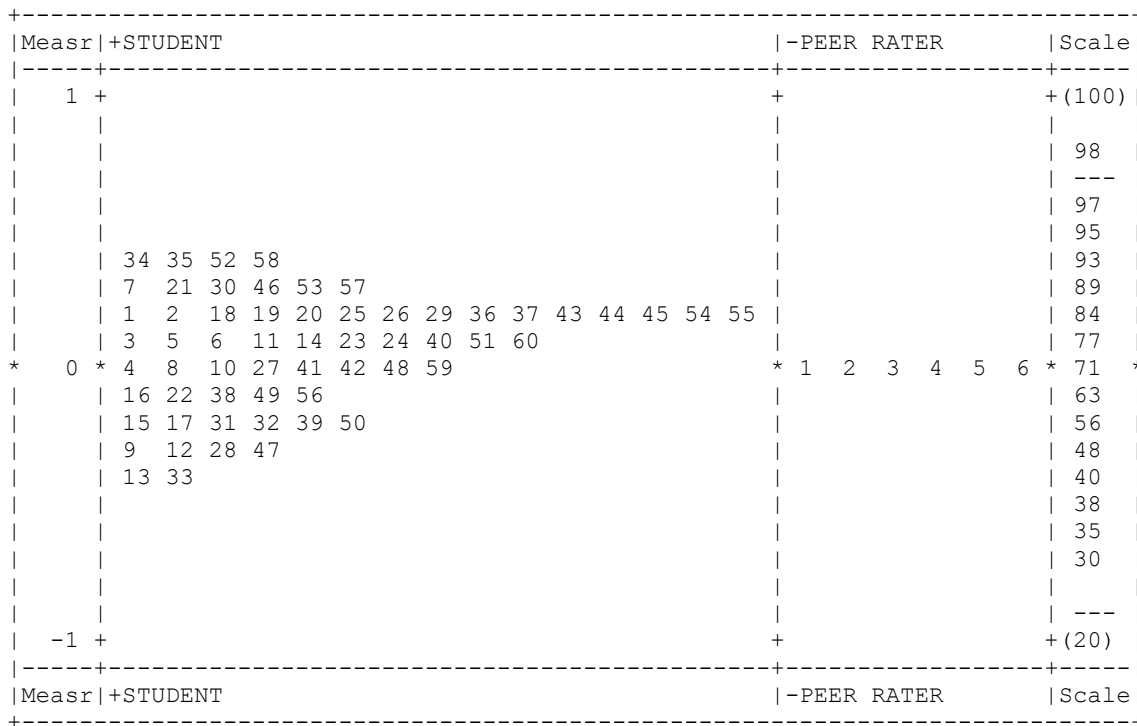 +-------------------------------------------------------------------------------
|Measr|+STUDENT                                       |-PEER RATER        |Scale
|-----+-----------------------------------------------+------------------+-----
|   1 +                                               +                  +(100)|
|     |                                               |                  |     |
|     |                                               |                  | 98  |
|     |                                               |                  | --- |
|     |                                               |                  | 97  |
|     |                                               |                  | 95  |
|     | 34 35 52 58                                   |                  | 93  |
|     | 7  21 30 46 53 57                             |                  | 89  |
|     | 1  2  18 19 20 25 26 29 36 37 43 44 45 54 55 |                  | 84  |
|     | 3  5  6  11 14 23 24 40 51 60                 |                  | 77  |
*   0 * 4  8  10 27 41 42 48 59                       * 1  2  3  4  5  6 * 71  *
|     | 16 22 38 49 56                                |                  | 63  |
|     | 15 17 31 32 39 50                             |                  | 56  |
|     | 9  12 28 47                                   |                  | 48  |
|     | 13 33                                         |                  | 40  |
|     |                                               |                  | 38  |
|     |                                               |                  | 35  |
|     |                                               |                  | 30  |
|     |                                               |                  |     |
|     |                                               |                  | --- |
|  -1 +                                               +                  +(20)
|-----+-----------------------------------------------+------------------+-----
|Measr|+STUDENT                                       |-PEER RATER        |Scale
+-------------------------------------------------------------------------------